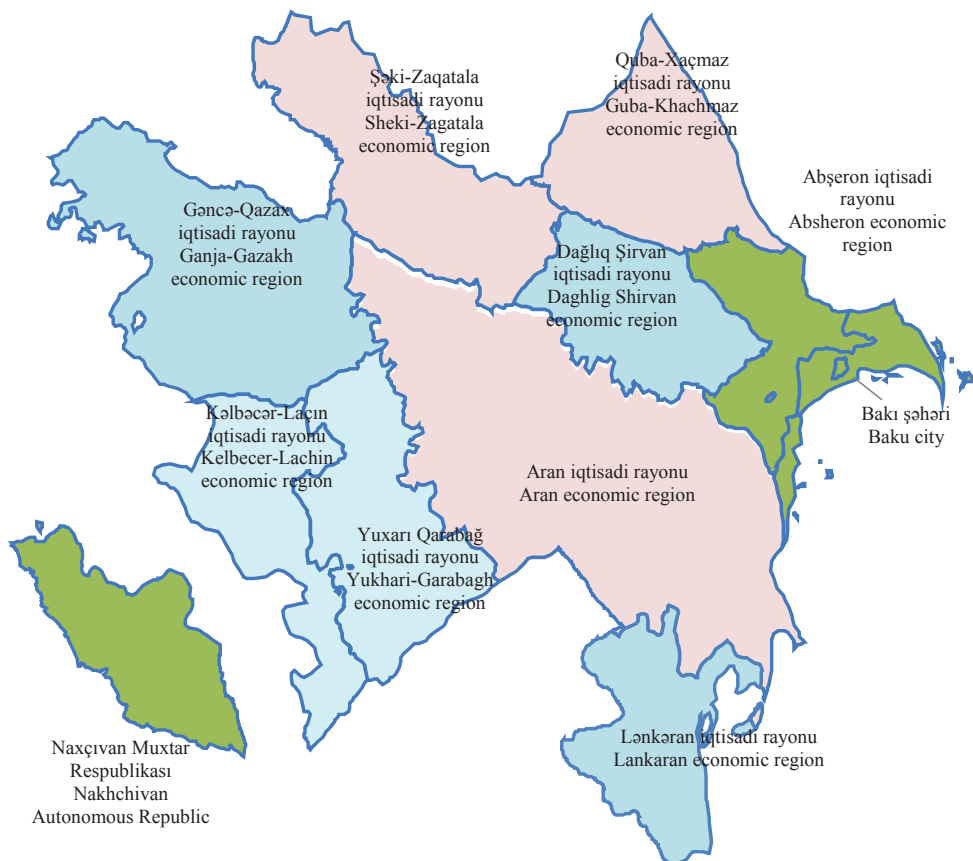 Şəki-Zaqatala
iqtisadi rayonu
Sheki-Zagatala
economic region
Quba-Xaçmaz
iqtisadi rayonu
Guba-Khachmaz
economic region
Abşeron iqtisadi
rayonu
Absheron economic
region
Gəncə-Qazax
iqtisadi rayonu
Ganja-Gazakh
economic region
Dağlıq Şirvan
iqtisadi rayonu
Daghlig Shirvan
economic region
Bakı şəhəri
Baku city
Kəlbəcər-Laçın
iqtisadi rayonu
Kelbecer-Lachin
economic region
Aran iqtisadi rayonu
Aran economic region
Yuxarı Qarabağ
iqtisadi rayonu
Yukhari-Garabagh
economic region
Naxçıvan Muxtar
Respublikası
Nakhchivan
Autonomous Republic
Lənkəran iqtisadi rayonu
Lankaran economic region